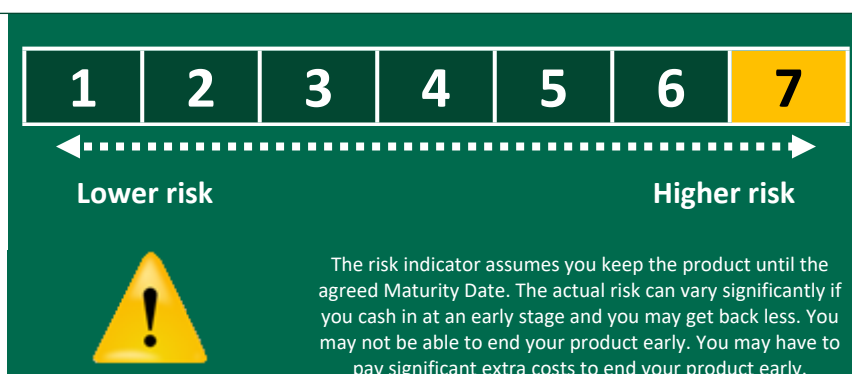 1 2 3 4 5 6 7
Lower risk Higher risk
The risk indicator assumes you keep the product until the
agreed Maturity Date. The actual risk can vary significantly if
you cash in at an early stage and you may get back less. You
may not be able to end your product early. You may have to
pay significant extra costs to end your product early.